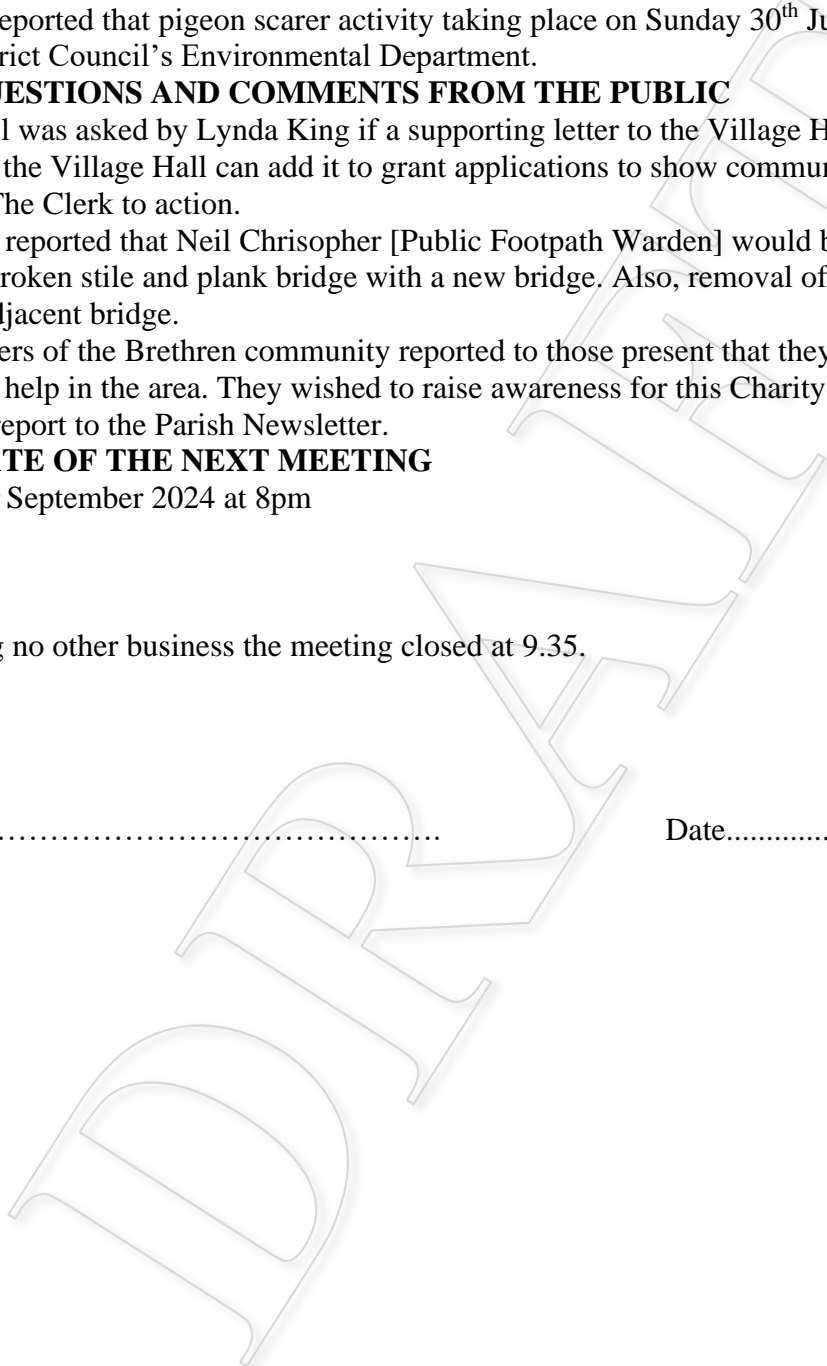 eported that pigeon scarer activity taking place on Sunday 30th Ju
rict Council's Environmental Department.
UESTIONS AND COMMENTS FROM THE PUBLIC
l was asked by Lynda King if a supporting letter to the Village H
the Village Hall can add it to grant applications to show commun
The Clerk to action.
reported that Neil Chrisopher [Public Footpath Warden] would b
roken stile and plank bridge with a new bridge. Also, removal of
djacent bridge.
ers of the Brethren community reported to those present that they
help in the area. They wished to raise awareness for this Charity
report to the Parish Newsletter.
ATE OF THE NEXT MEETING
September 2024 at 8pm
g no other business the meeting closed at 9.35.
……………………………………. Date.............
DRAFT